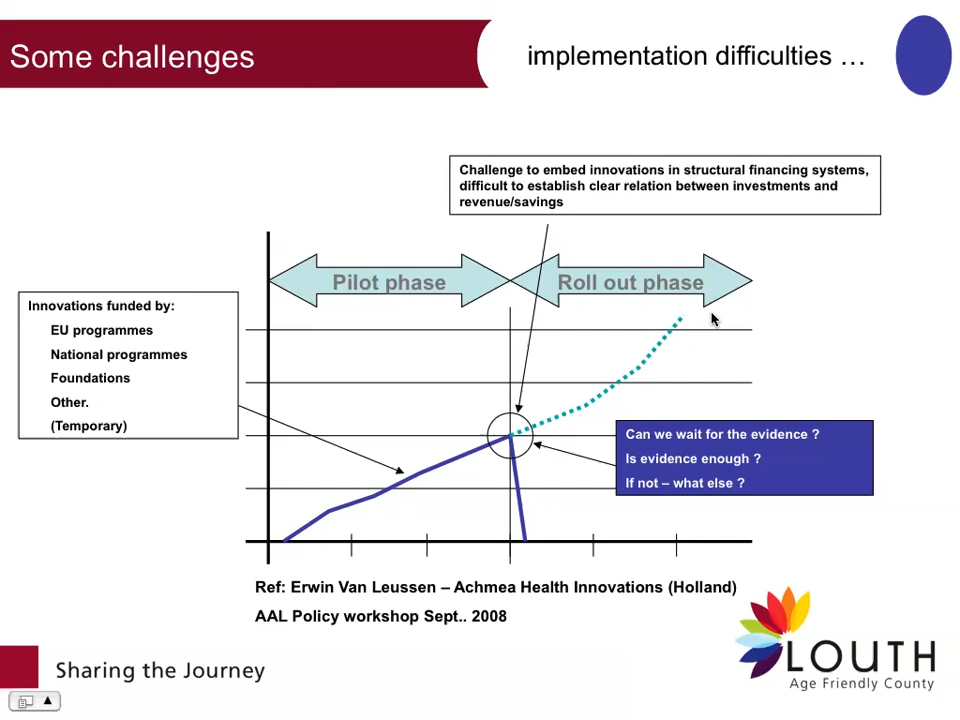 Some challenges
implementation difficulties …
Challenge to embed innovations in structural financing systems,
difficult to establish clear relation between investments and
revenue/savings
Pilot phase
Roll out phase
Innovations funded by:
EU programmes
National programmes
Foundations
Other.
(Temporary)
Can we wait for the evidence ?
Is evidence enough ?
If not – what else ?
Ref: Erwin Van Leussen – Achmea Health Innovations (Holland)
AAL Policy workshop Sept.. 2008
Sharing the Journey
LOUTH
Age Friendly County